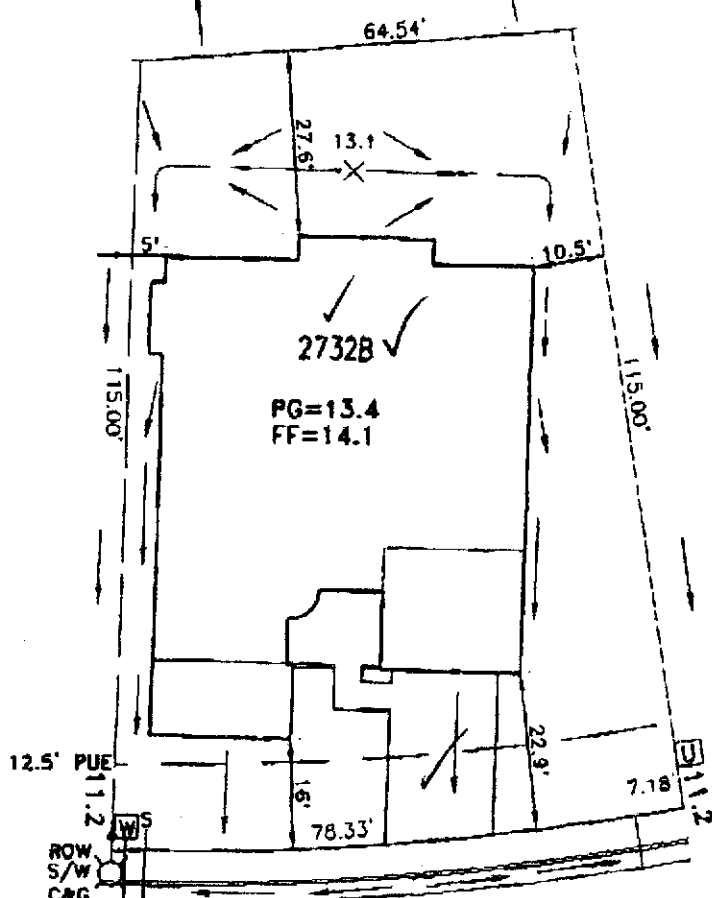 64.54'
27.6'
13.1
5'
10.5'
2732B
115.00'
115.00'
PG=13.4
FF=14.1
22.9'
12.5' PUE
U
11.2
16'
7.18'
11.2
W S
78.33'
ROW
S/W
C&G